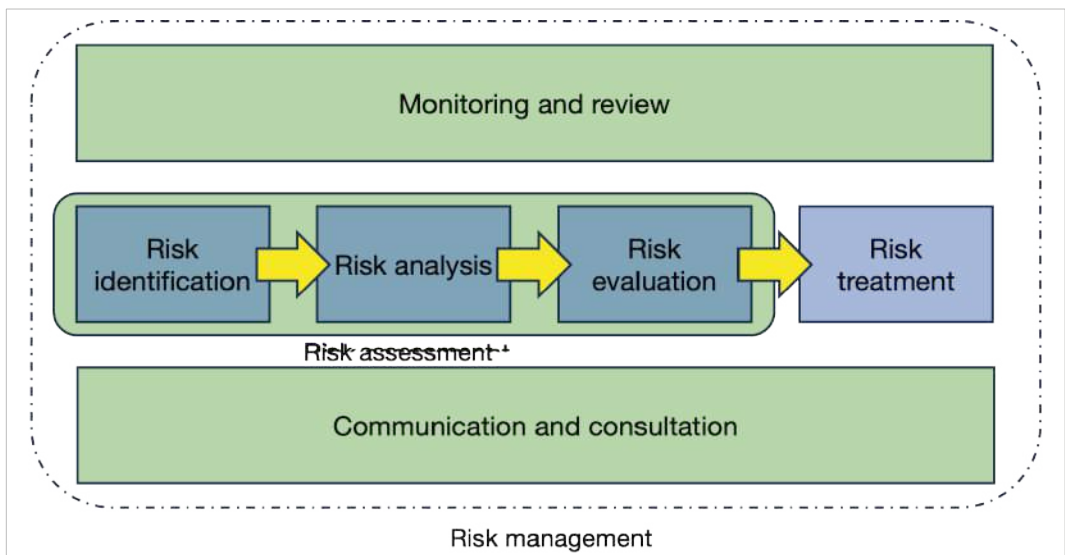 Monitoring and review
Risk
identification
Risk analysis
Risk
evaluation
Risk
treatment
Risk assessment
Communication and consultation
Risk management